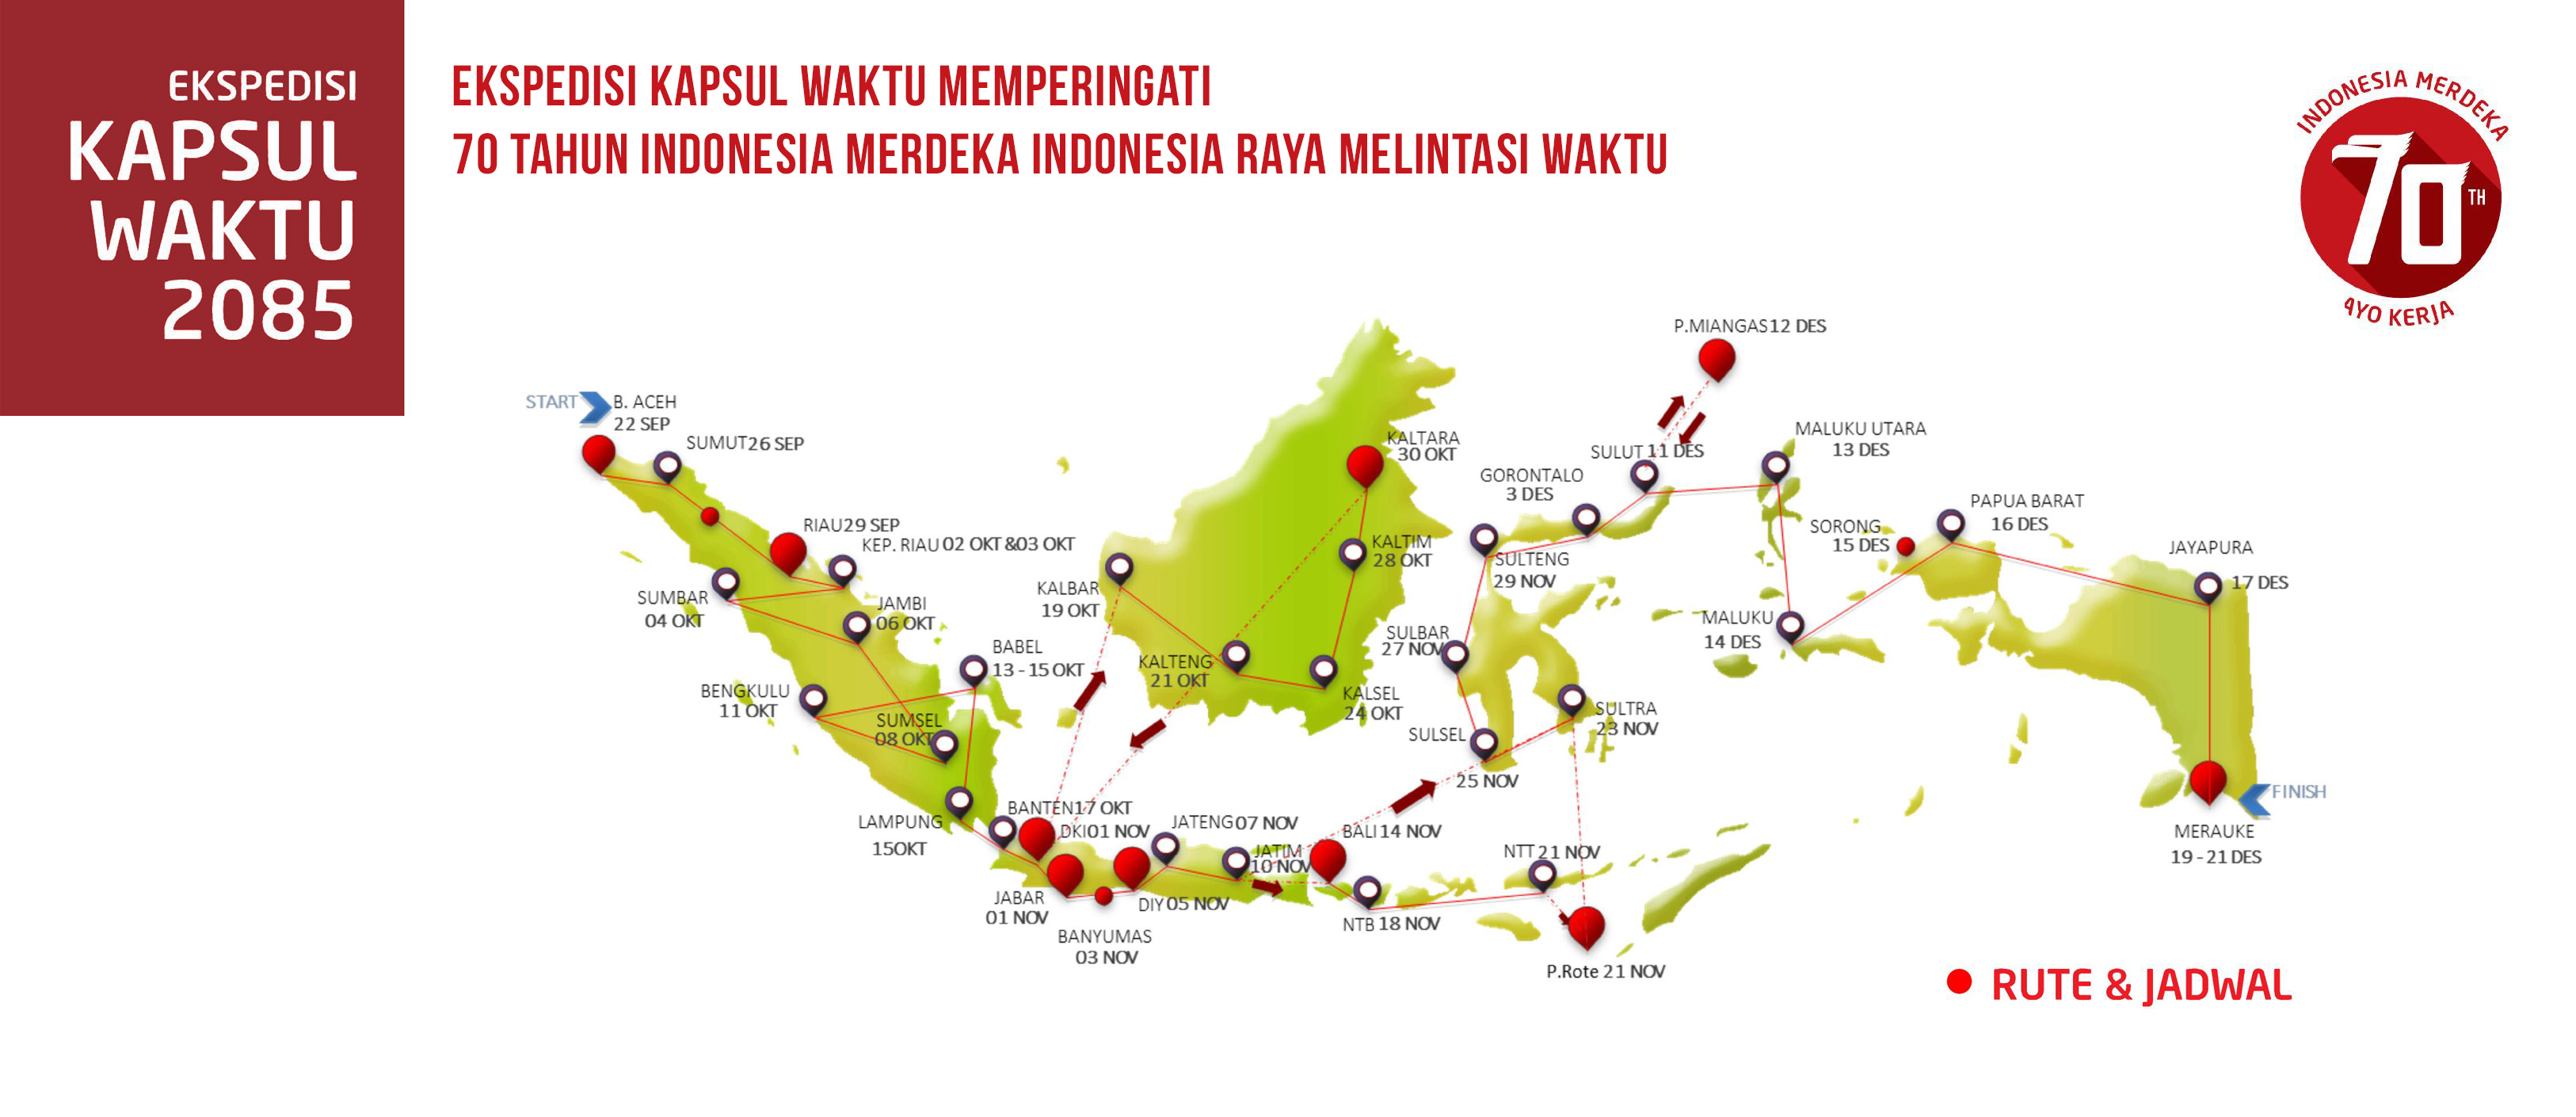 EKSPEDISI
KAPSUL
WAKTU
2085
EKSPEDISI KAPSUL WAKTU MEMPERINGATI
70 TAHUN INDONESIA MERDEKA INDONESIA RAYA MELINTASI WAKTU
INDONESIA MERDEKA
70 TH
AYO KERJA
P.MIANGAS 12 DES
START
B. ACEH
22 SEP
SUMUT 26 SEP
RIAU 29 SEP
KEP. RIAU 02 OKT &03 OKT
SUMBAR
04 OKT
JAMBI
06 OKT
BABEL
13 - 15 OKT
BENGKULU
11 OKT
SUMSEL
08 OKT
LAMPUNG
15OKT
BANTEN 17 OKT
DKI 01 NOV
JABAR
01 NOV
BANYUMAS
03 NOV
DIY 05 NOV
JATENG 07 NOV
JATIM
10 NOV
BALI 14 NOV
NTB 18 NOV
NTT 21 NOV
P.Rote 21 NOV
KALBAR
19 OKT
KALTENG
21 OKT
KALSEL
24 OKT
KALTIM
28 OKT
KALTARA
30 OKT
SULTRA
23 NOV
SULSEL
25 NOV
SULBAR
27 NOV
SULTENG
29 NOV
GORONTALO
3 DES
SULUT 11 DES
MALUKU UTARA
13 DES
MALUKU
14 DES
SORONG
15 DES
PAPUA BARAT
16 DES
JAYAPURA
17 DES
FINISH
MERAUKE
19 - 21 DES
RUTE & JADWAL